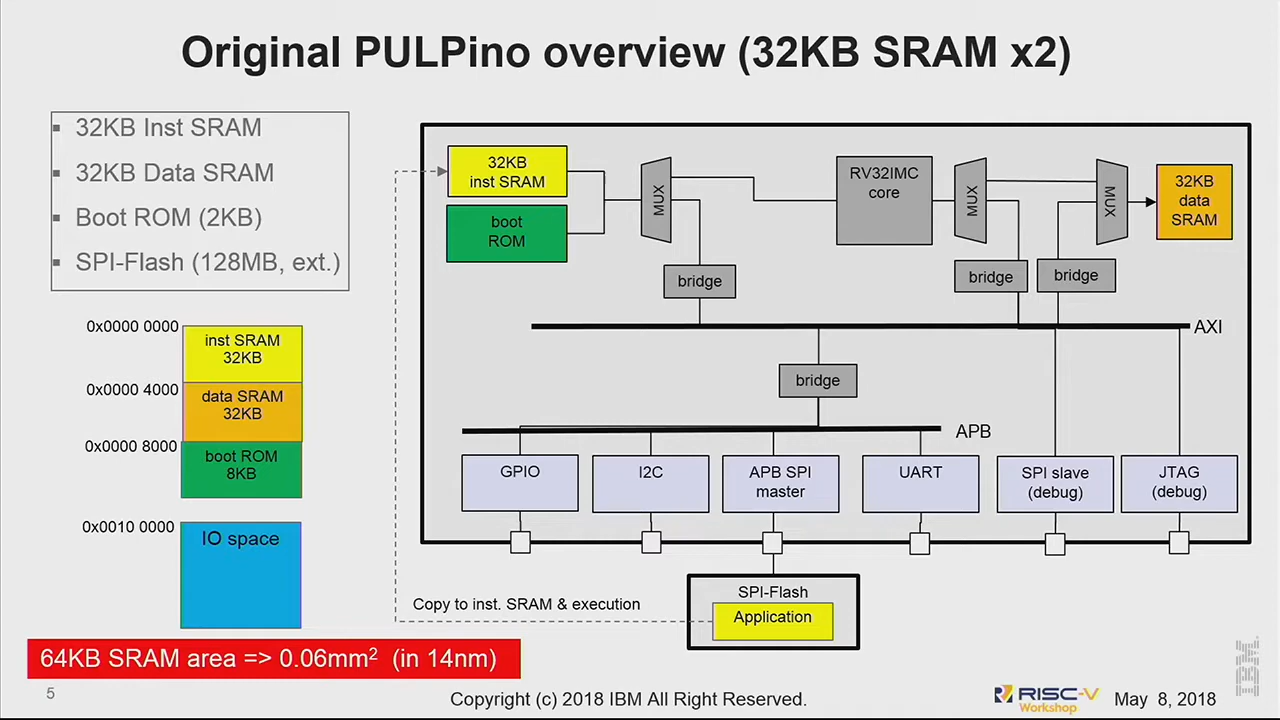 Original PULPino overview (32KB SRAM x2)
▪ 32KB Inst SRAM
▪ 32KB Data SRAM
▪ Boot ROM (2KB)
▪ SPI-Flash (128MB, ext.)
0x0000 0000
inst SRAM
32KB
0x0000 4000
data SRAM
32KB
0x0000 8000
boot ROM
8KB
0x0010 0000
IO space
32KB
inst SRAM
boot
ROM
MUX
RV32IMC
core
MUX
MUX
32KB
data
SRAM
bridge
bridge
bridge
AXI
bridge
APB
GPIO
I2C
APB SPI
master
UART
SPI slave
(debug)
JTAG
(debug)
SPI-Flash
Application
Copy to inst. SRAM & execution
64KB SRAM area => 0.06mm² (in 14nm)
5
Copyright (c) 2018 IBM All Right Reserved.
RISC-V
Workshop
May 8, 2018
IBM